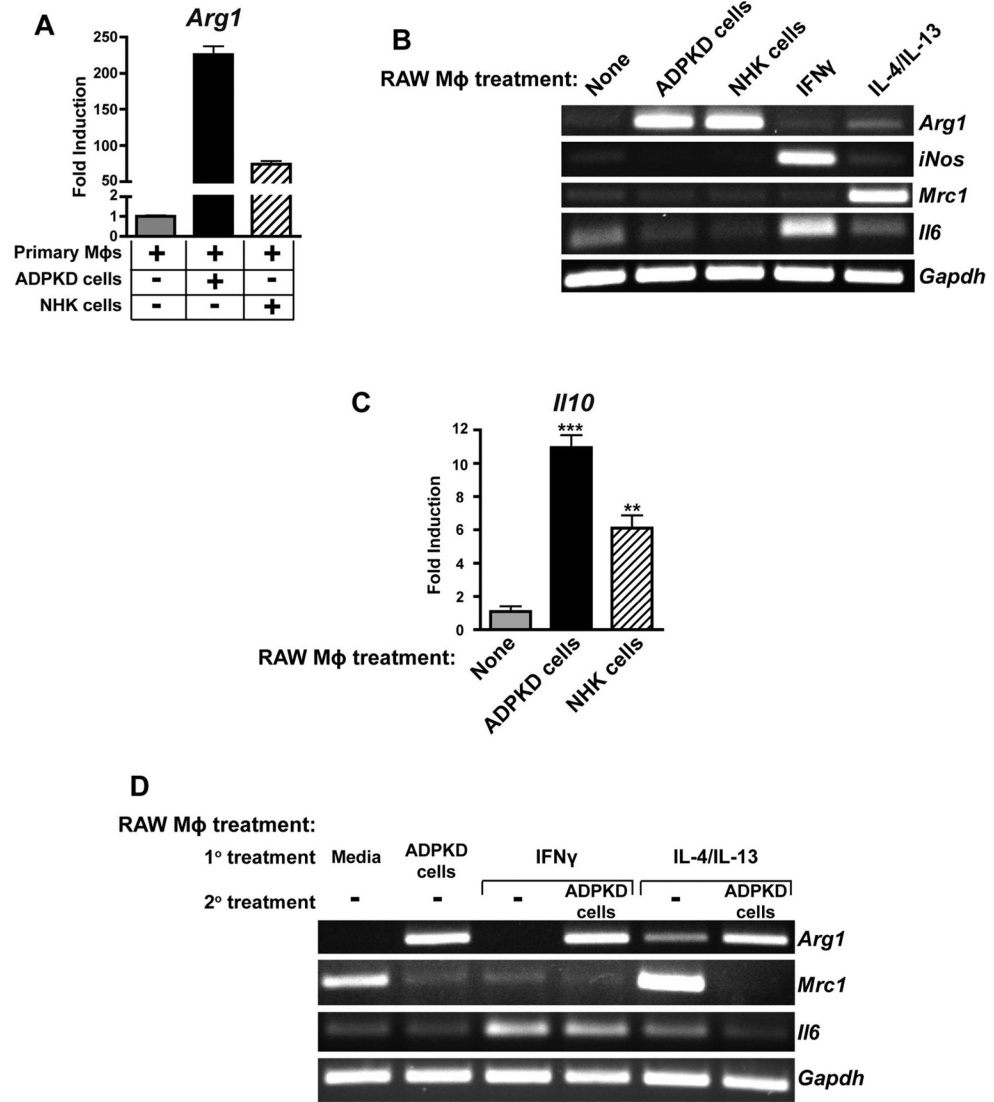 A
Arg1
Fold Induction
250
200
150
100
50
2
1
0
Primary MΦs + + +
ADPKD cells - + -
NHK cells - - +
B
RAW MΦ treatment: None ADPKD cells NHK cells IFNγ IL-4/IL-13
Arg1
iNos
Mrc1
Il6
Gapdh
C
Il10
Fold Induction
12
10
8
6
4
2
0
***
**
RAW MΦ treatment: None ADPKD cells NHK cells
D
RAW MΦ treatment:
1º treatment Media ADPKD cells IFNγ IL-4/IL-13
2º treatment - - - ADPKD cells - ADPKD cells
Arg1
Mrc1
Il6
Gapdh